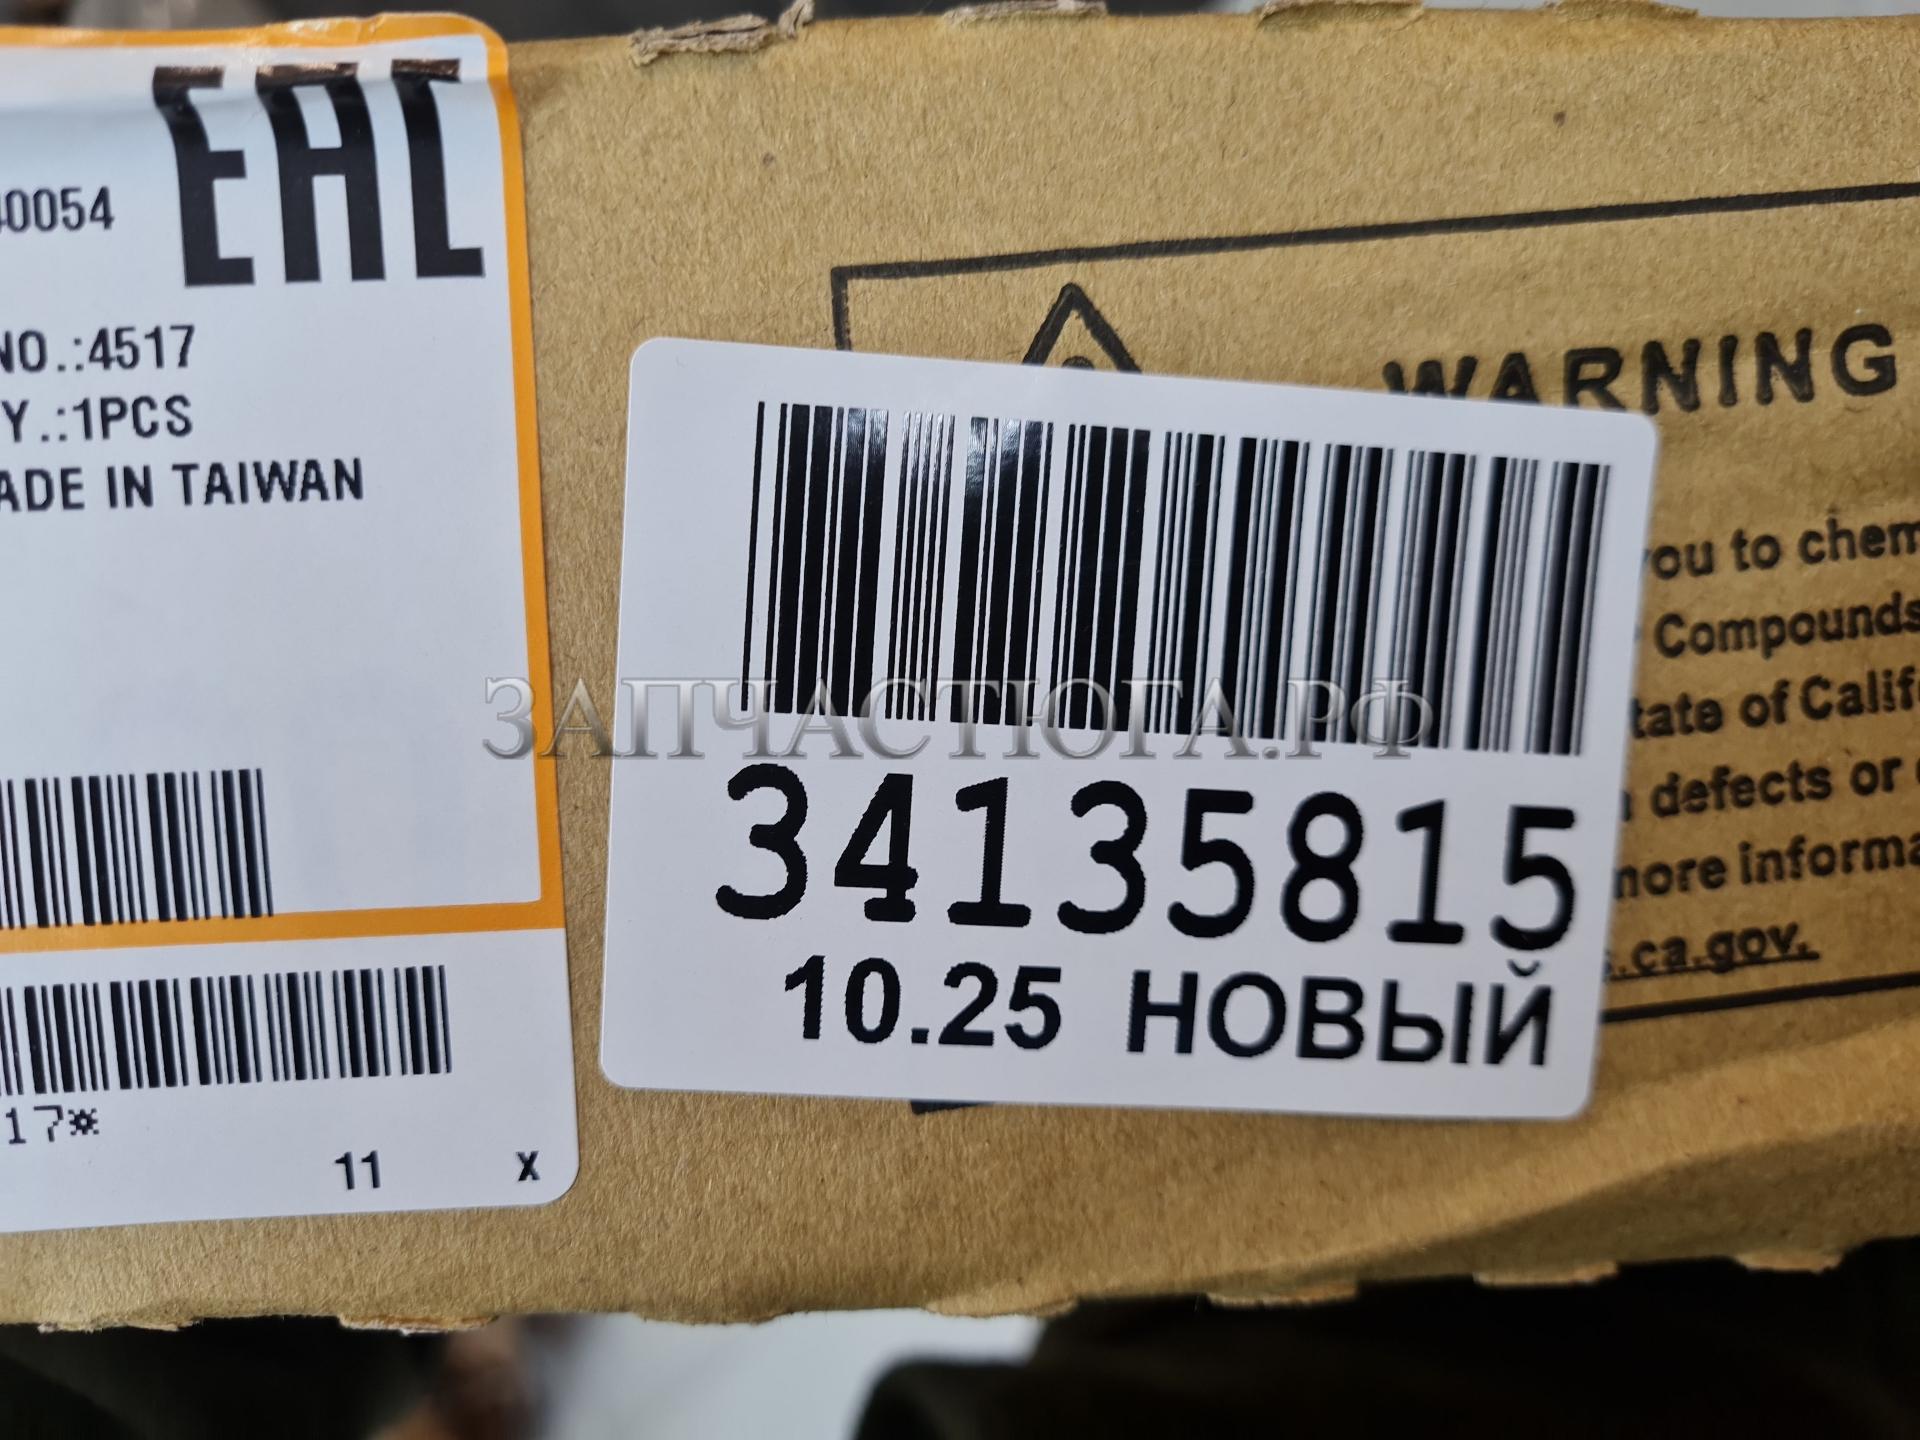 EAC
40054
NO.:4517
Y.:1PCS
ADE IN TAIWAN
17*
11 X
WARNING
you to chem
Compounds
tate of Calif
defects or
more informa
s.ca.gov.
ЗАПЧАСТЮГА.РФ
34135815
10.25 НОВЫЙ